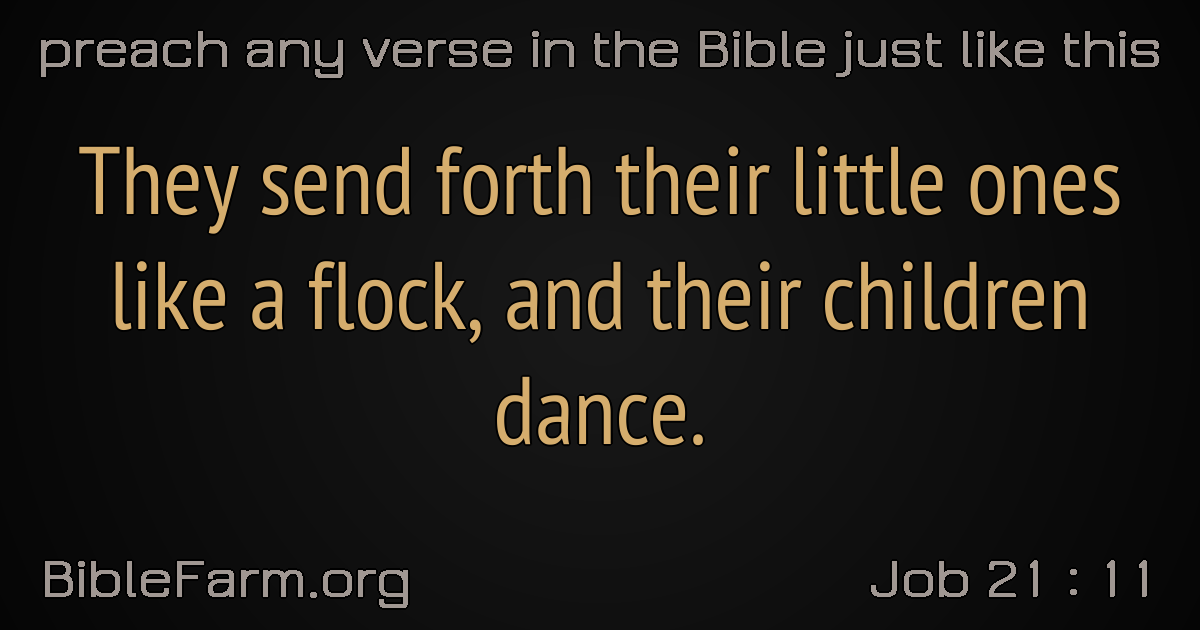 preach any verse in the Bible just like this
They send forth their little ones
like a flock, and their children
dance.
BibleFarm.org
Job 21 : 11